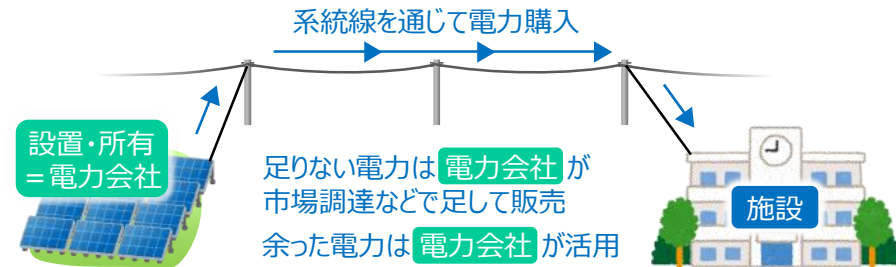 系統線を通じて電力購入
設置・所有
=電力会社
足りない電力は 電力会社 が
市場調達などで足して販売
余った電力は 電力会社 が活用
施設